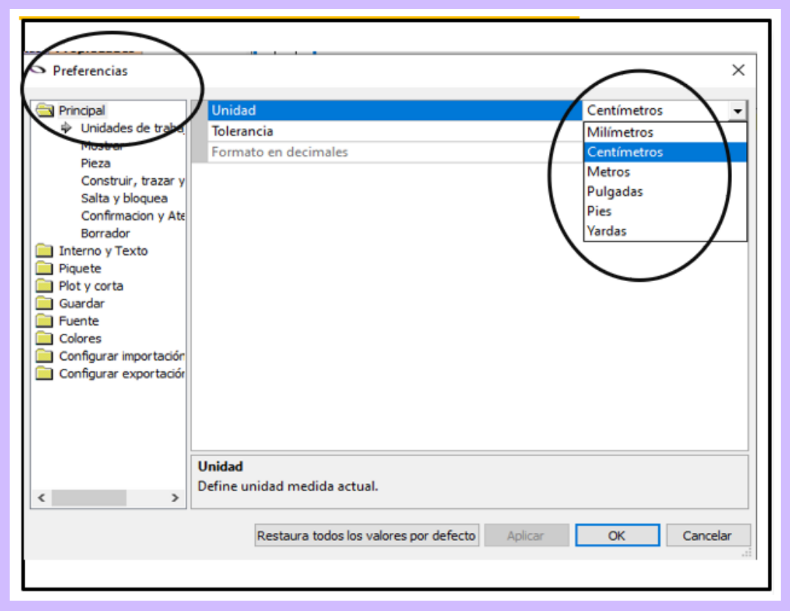 Preferencias
Principal
Unidades de traba
Mostrar
Pieza
Construir, trazar y
Salta y bloquea
Confirmacion y Ate
Borrador
Interno y Texto
Piquete
Plot y corta
Guardar
Fuente
Colores
Configurar importación
Configurar exportación
Unidad Centímetros
Tolerancia
Formato en decimales
Milímetros
Centímetros
Metros
Pulgadas
Pies
Yardas
Unidad
Define unidad medida actual.
Restaura todos los valores por defecto Aplicar OK Cancelar